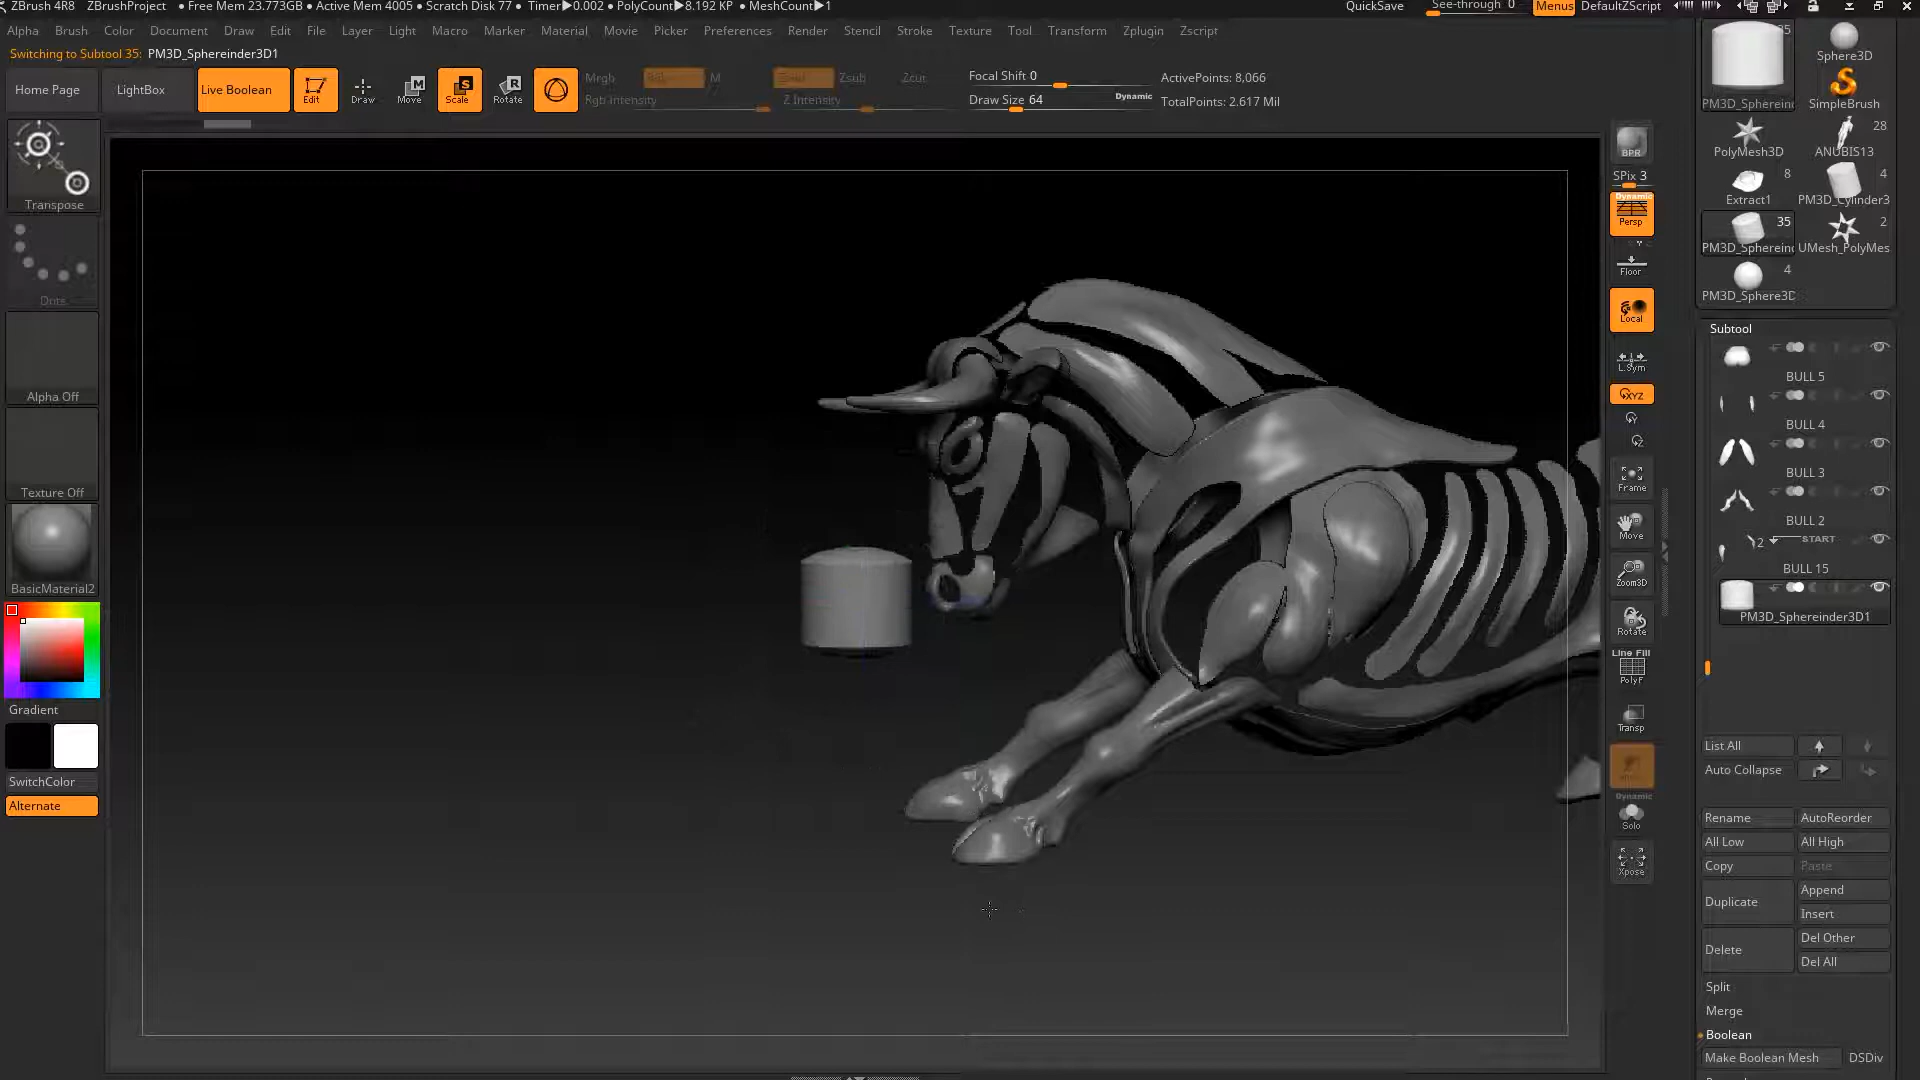 ZBrush 4R8 ZBrushProject • Free Mem 23.773GB • Active Mem 4005 • Scratch Disk 77 • Timer▶0.002 • PolyCount▶8.192 KP • MeshCount▶1 QuickSave See-through 0 Menus DefaultZScript
Alpha Brush Color Document Draw Edit File Layer Light Macro Marker Material Movie Picker Preferences Render Stencil Stroke Texture Tool Transform Zplugin Zscript
Switching to Subtool 35: PM3D_Sphereinder3D1
Home Page LightBox Live Boolean Edit Draw Move Scale Rotate
Mrgb M Zsub Zcut
Rgb Intensity Z Intensity
Focal Shift 0
Draw Size 64 Dynamic
ActivePoints: 8,066
TotalPoints: 2.617 Mil
Transpose
Dots
Alpha Off
Texture Off
BasicMaterial2
Gradient
SwitchColor
Alternate
BPR
SPix 3
Dynamic
Persp
Floor
Local
L.Sym
XYZ
Frame
Move
Zoom3D
Rotate
Line Fill
PolyF
Transp
Dynamic
Solo
Xpose
35
Sphere3D
PM3D_Sphereind SimpleBrush
28
PolyMesh3D ANUBIS13
8 4
Extract1 PM3D_Cylinder3
35 2
PM3D_Sphereind UMesh_PolyMes
4
PM3D_Sphere3D
Subtool
BULL 5
BULL 4
BULL 3
BULL 2
2 START
BULL 15
PM3D_Sphereinder3D1
List All
Auto Collapse
Rename AutoReorder
All Low All High
Copy Paste
Duplicate Append
Insert
Delete Del Other
Del All
Split
Merge
Boolean
Make Boolean Mesh DSDiv